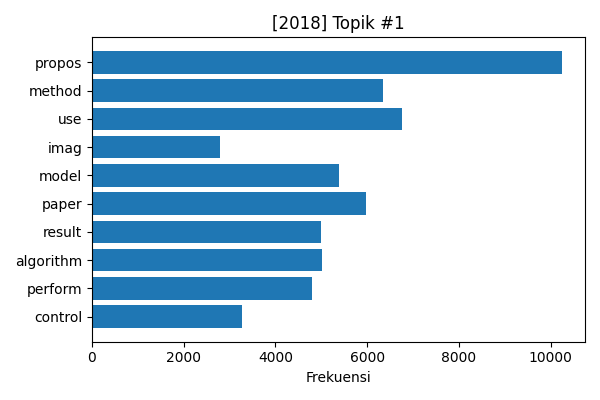 [2018] Topik #1
propos
method
use
imag
model
paper
result
algorithm
perform
control
0 2000 4000 6000 8000 10000
Frekuensi